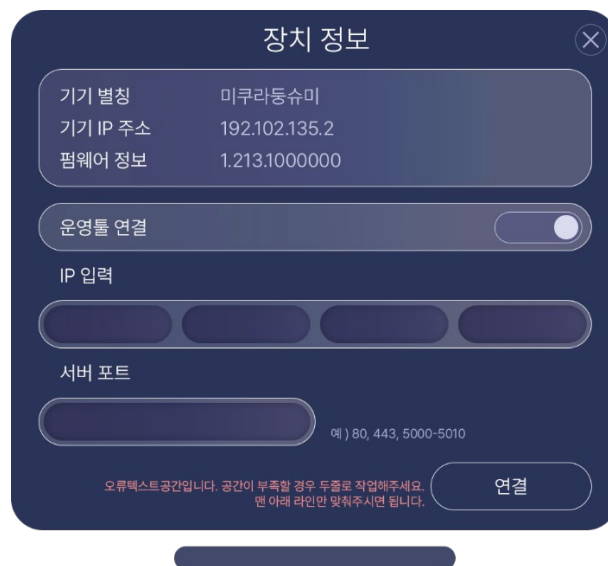 장치 정보
기기 별칭 미쿠라둥슈미
기기 IP 주소 192.102.135.2
펌웨어 정보 1.213.1000000
운영툴 연결
IP 입력
서버 포트
예 ) 80, 443, 5000-5010
오류텍스트공간입니다. 공간이 부족할 경우 두줄로 작업해주세요.
맨 아래 라인만 맞춰주시면 됩니다.
연결